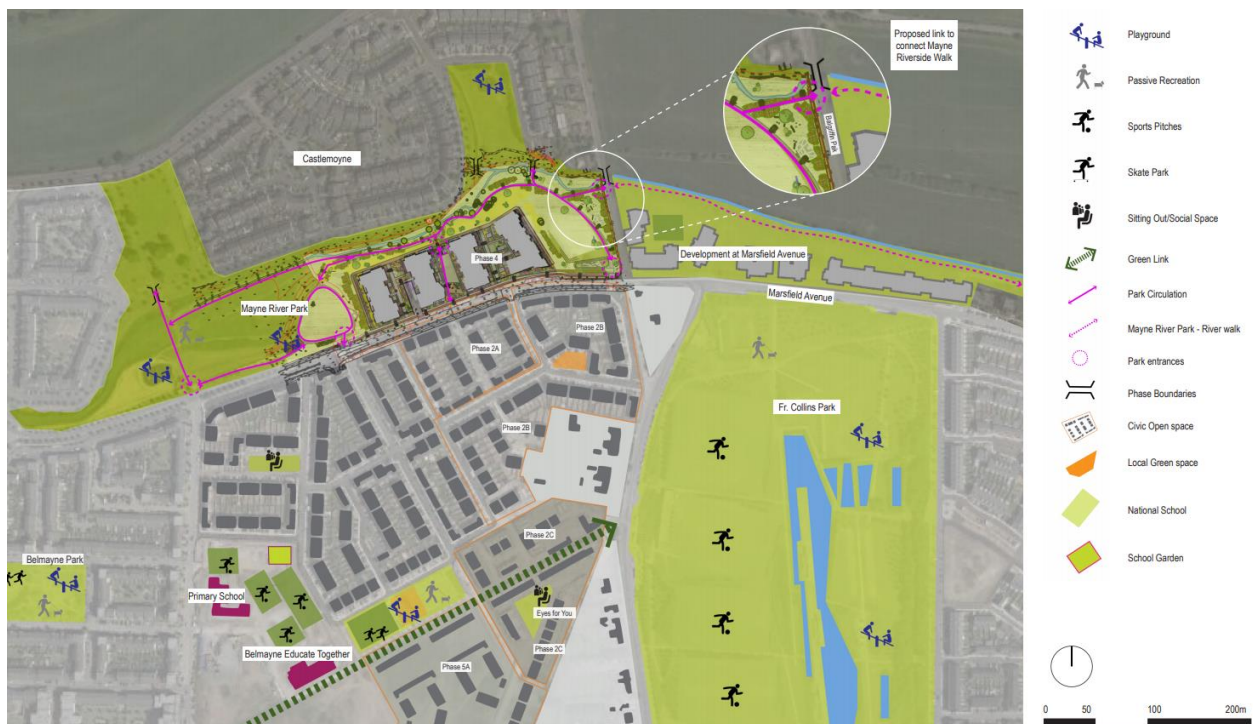 Proposed link to
connect Mayne
Riverside Walk
Balgriffin Pak
Castlemoyne
Phase 4
Development at Marsfield Avenue
Marsfield Avenue
Mayne River Park
Phase 2A
Phase 2B
Phase 2B
Fr. Collins Park
Phase 2C
Belmayne Park
Primary School
Eyes for You
Belmayne Educate Together
Phase 2C
Phase 5A
Playground
Passive Recreation
Sports Pitches
Skate Park
Sitting Out/Social Space
Green Link
Park Circulation
Mayne River Park - River walk
Park entrances
Phase Boundaries
Civic Open space
Local Green space
National School
School Garden
0 50 100 200m